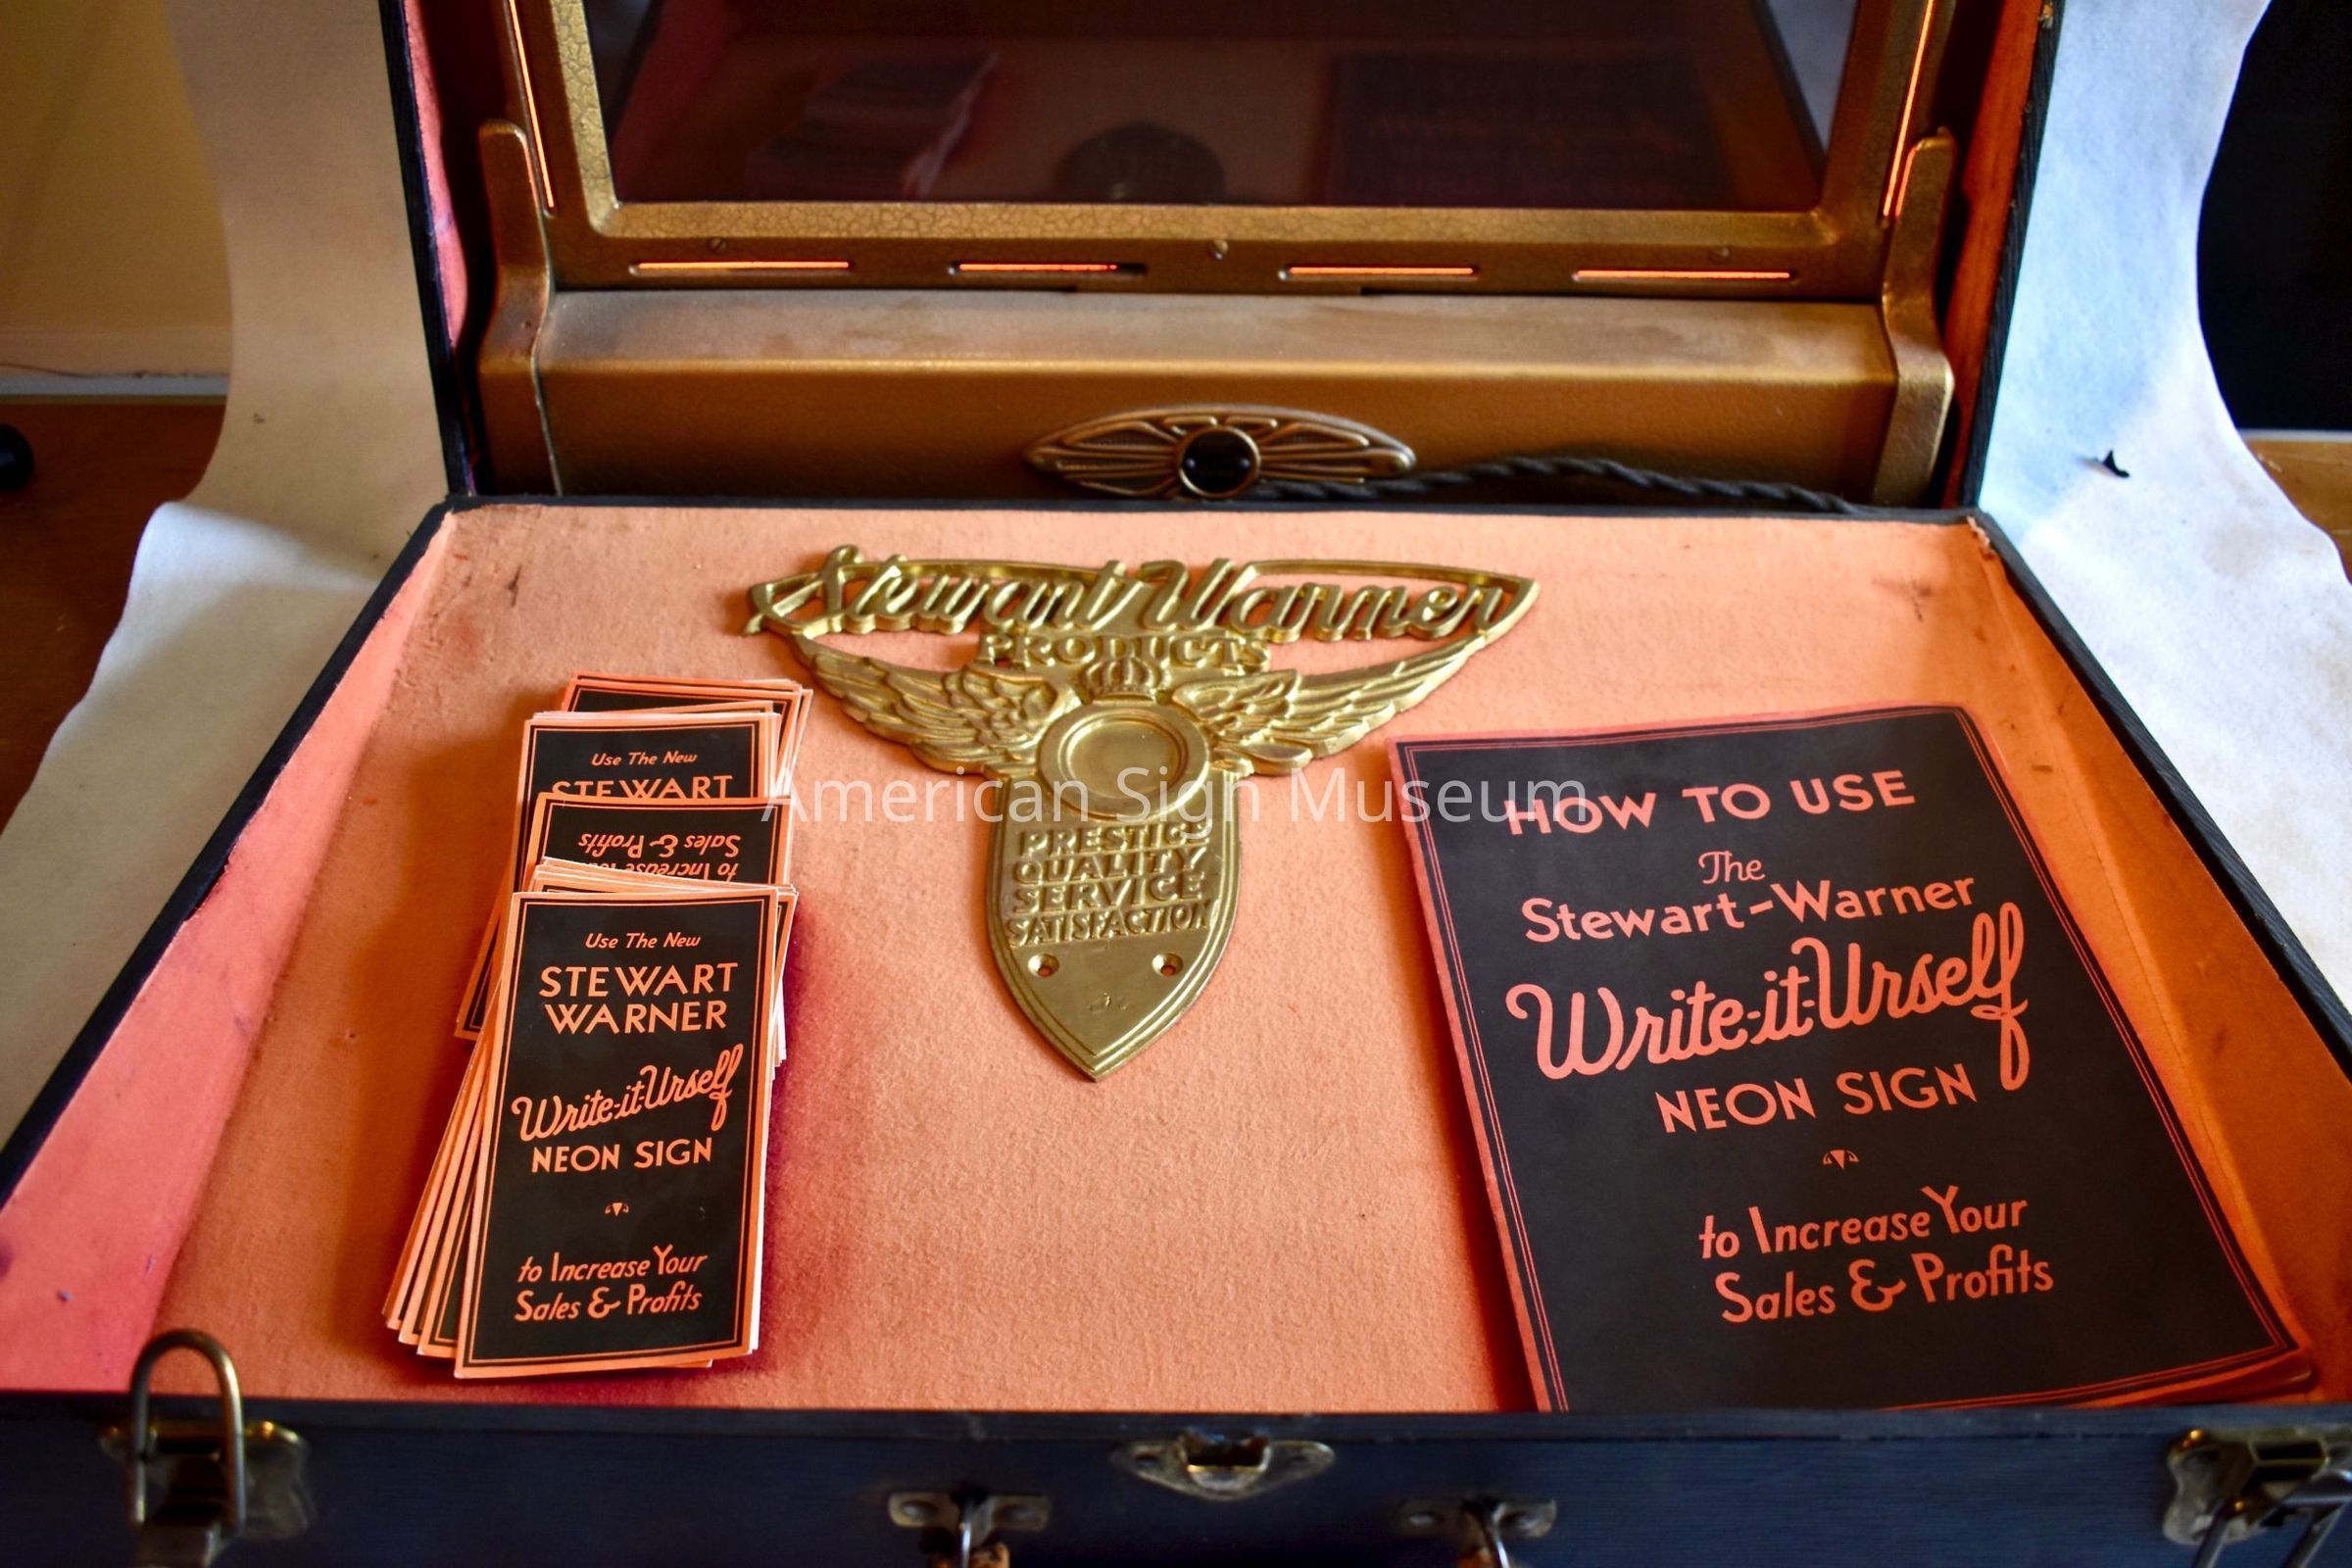 Stewart Warner
PRODUCTS
PRESTIGE
QUALITY
SERVICE
SATISFACTION
Use The New
STEWART
Sales & Profits
to Increase
Use The New
STEWART
WARNER
Write-it-Urself
NEON SIGN
to Increase Your
Sales & Profits
HOW TO USE
The
Stewart-Warner
Write-it-Urself
NEON SIGN
to Increase Your
Sales & Profits
American Sign Museum